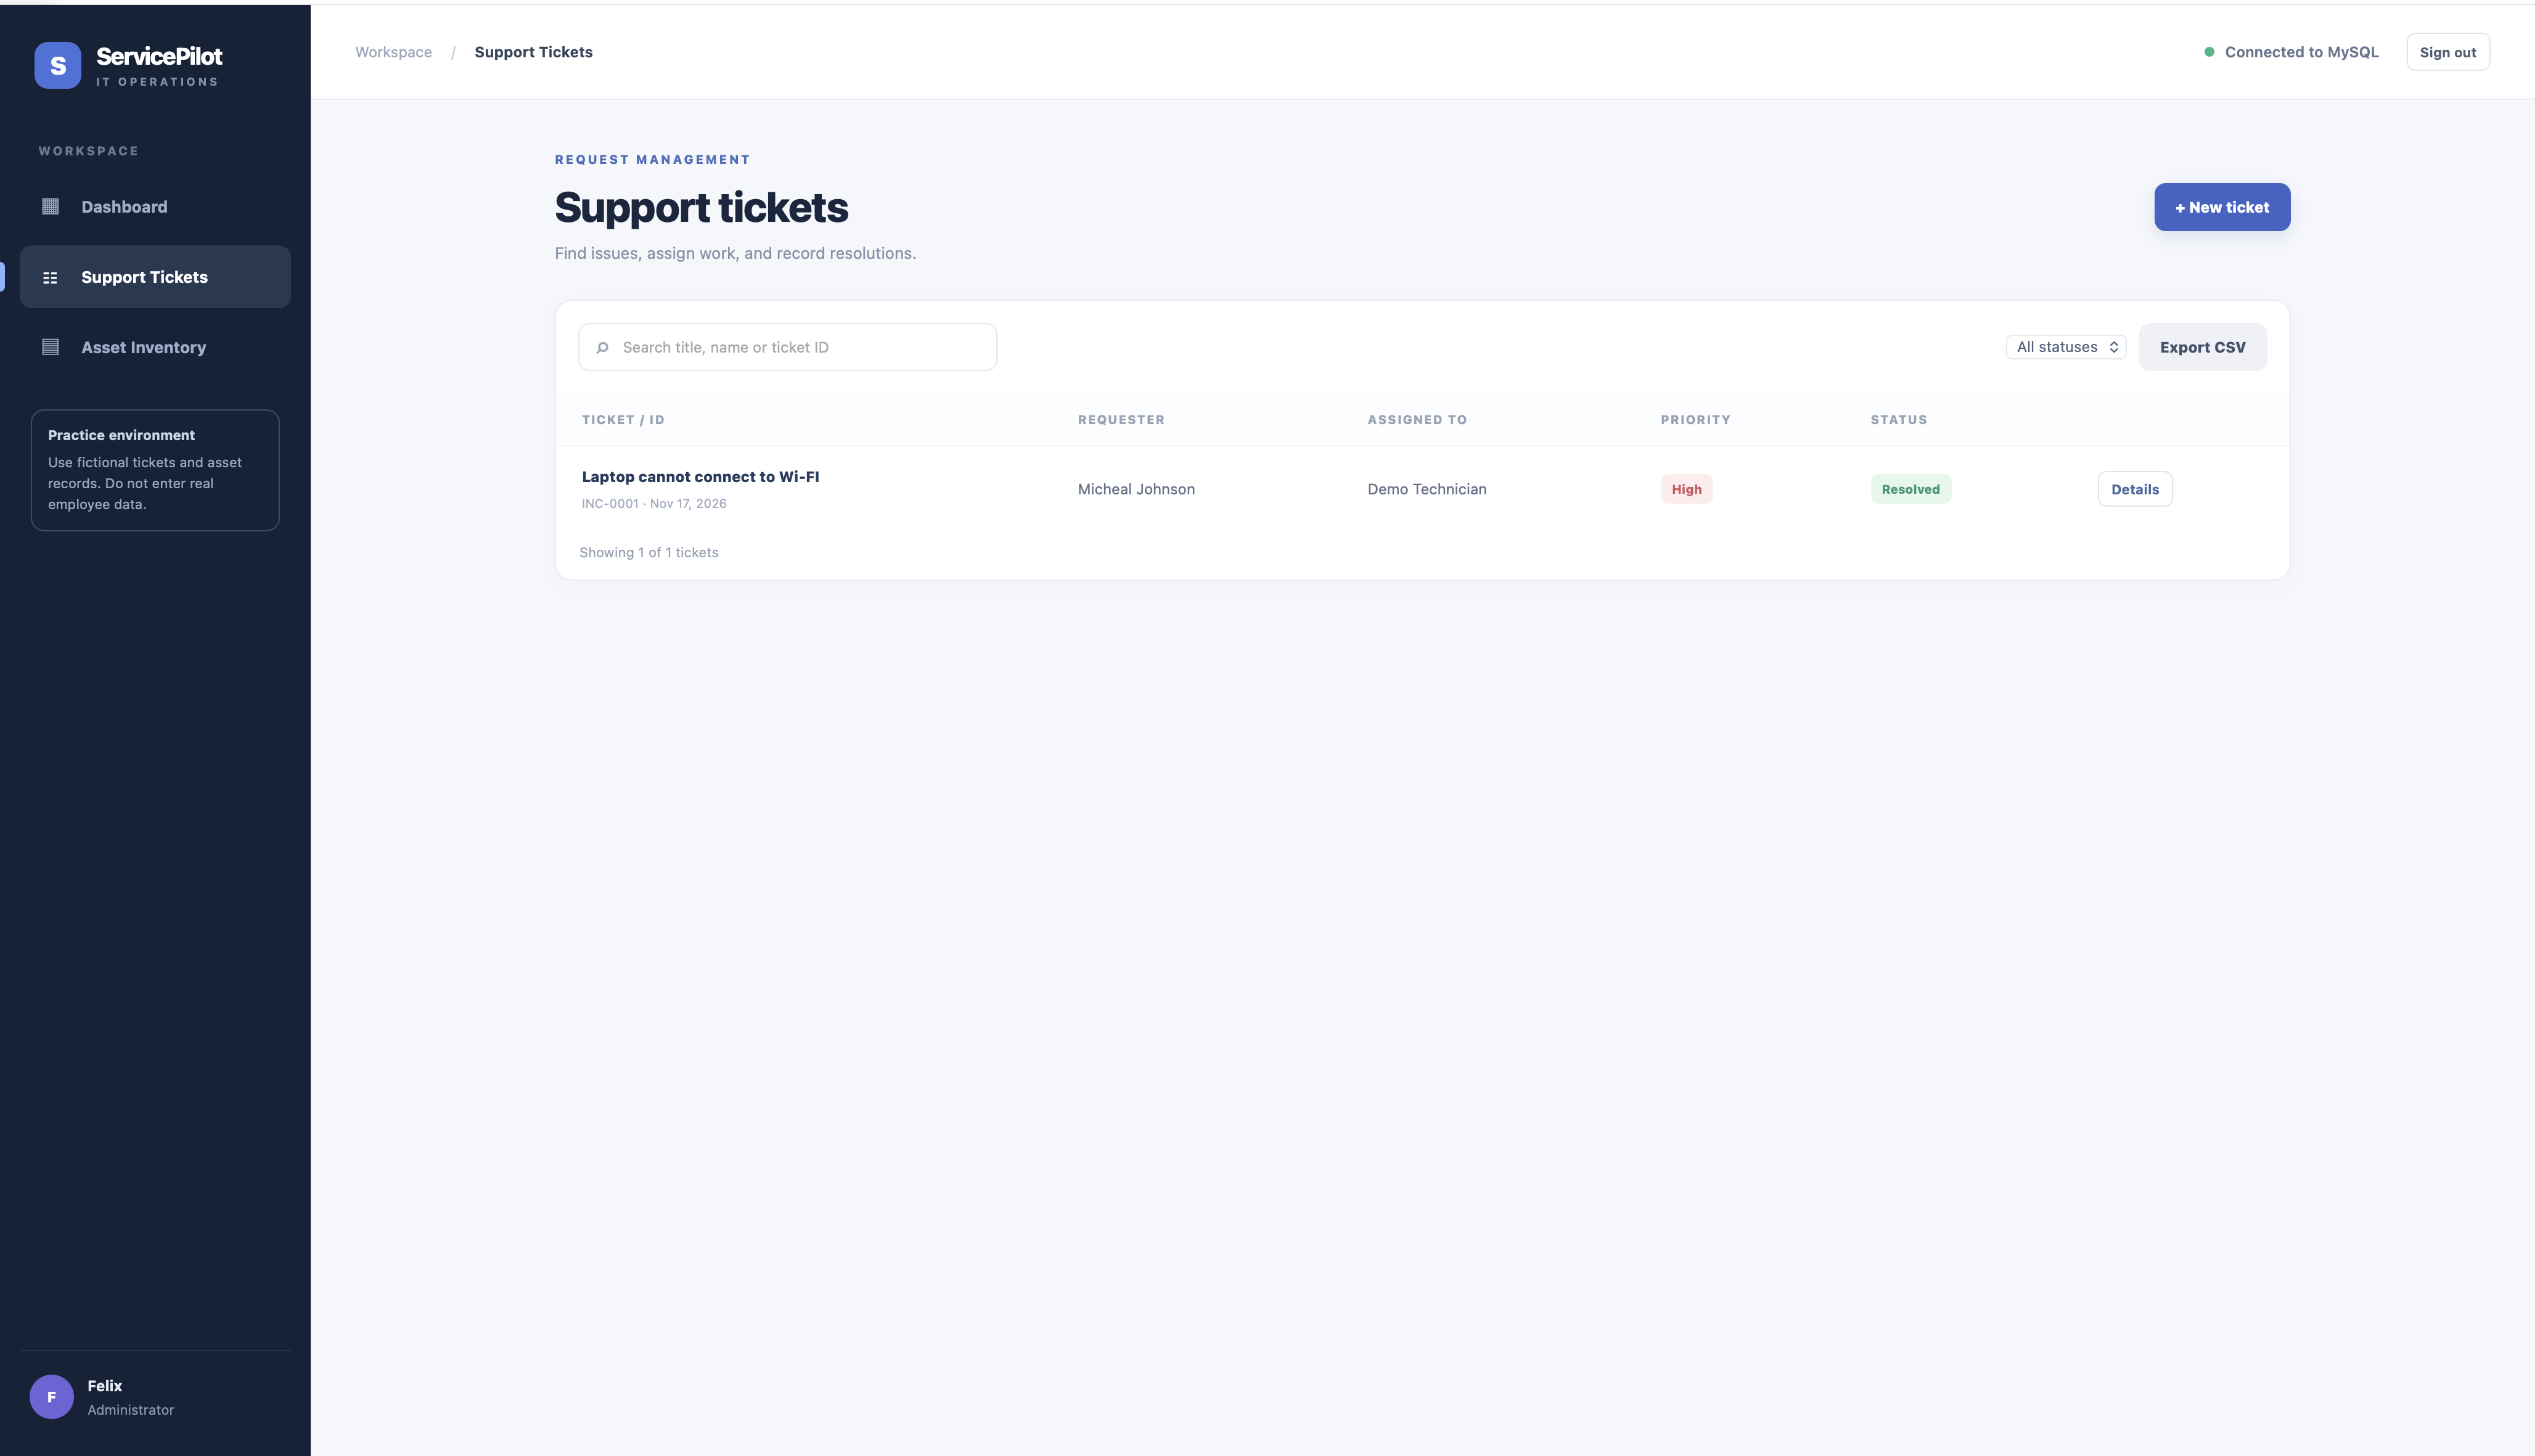 S
ServicePilot
IT OPERATIONS
WORKSPACE
Dashboard
Support Tickets
Asset Inventory
Practice environment
Use fictional tickets and asset
records. Do not enter real
employee data.
F
Felix
Administrator
Workspace / Support Tickets
Connected to MySQL
Sign out
REQUEST MANAGEMENT
Support tickets
Find issues, assign work, and record resolutions.
+ New ticket
Search title, name or ticket ID
All statuses
Export CSV
TICKET / ID REQUESTER ASSIGNED TO PRIORITY STATUS
Laptop cannot connect to Wi-FI
INC-0001 · Nov 17, 2026
Micheal Johnson
Demo Technician
High
Resolved
Details
Showing 1 of 1 tickets